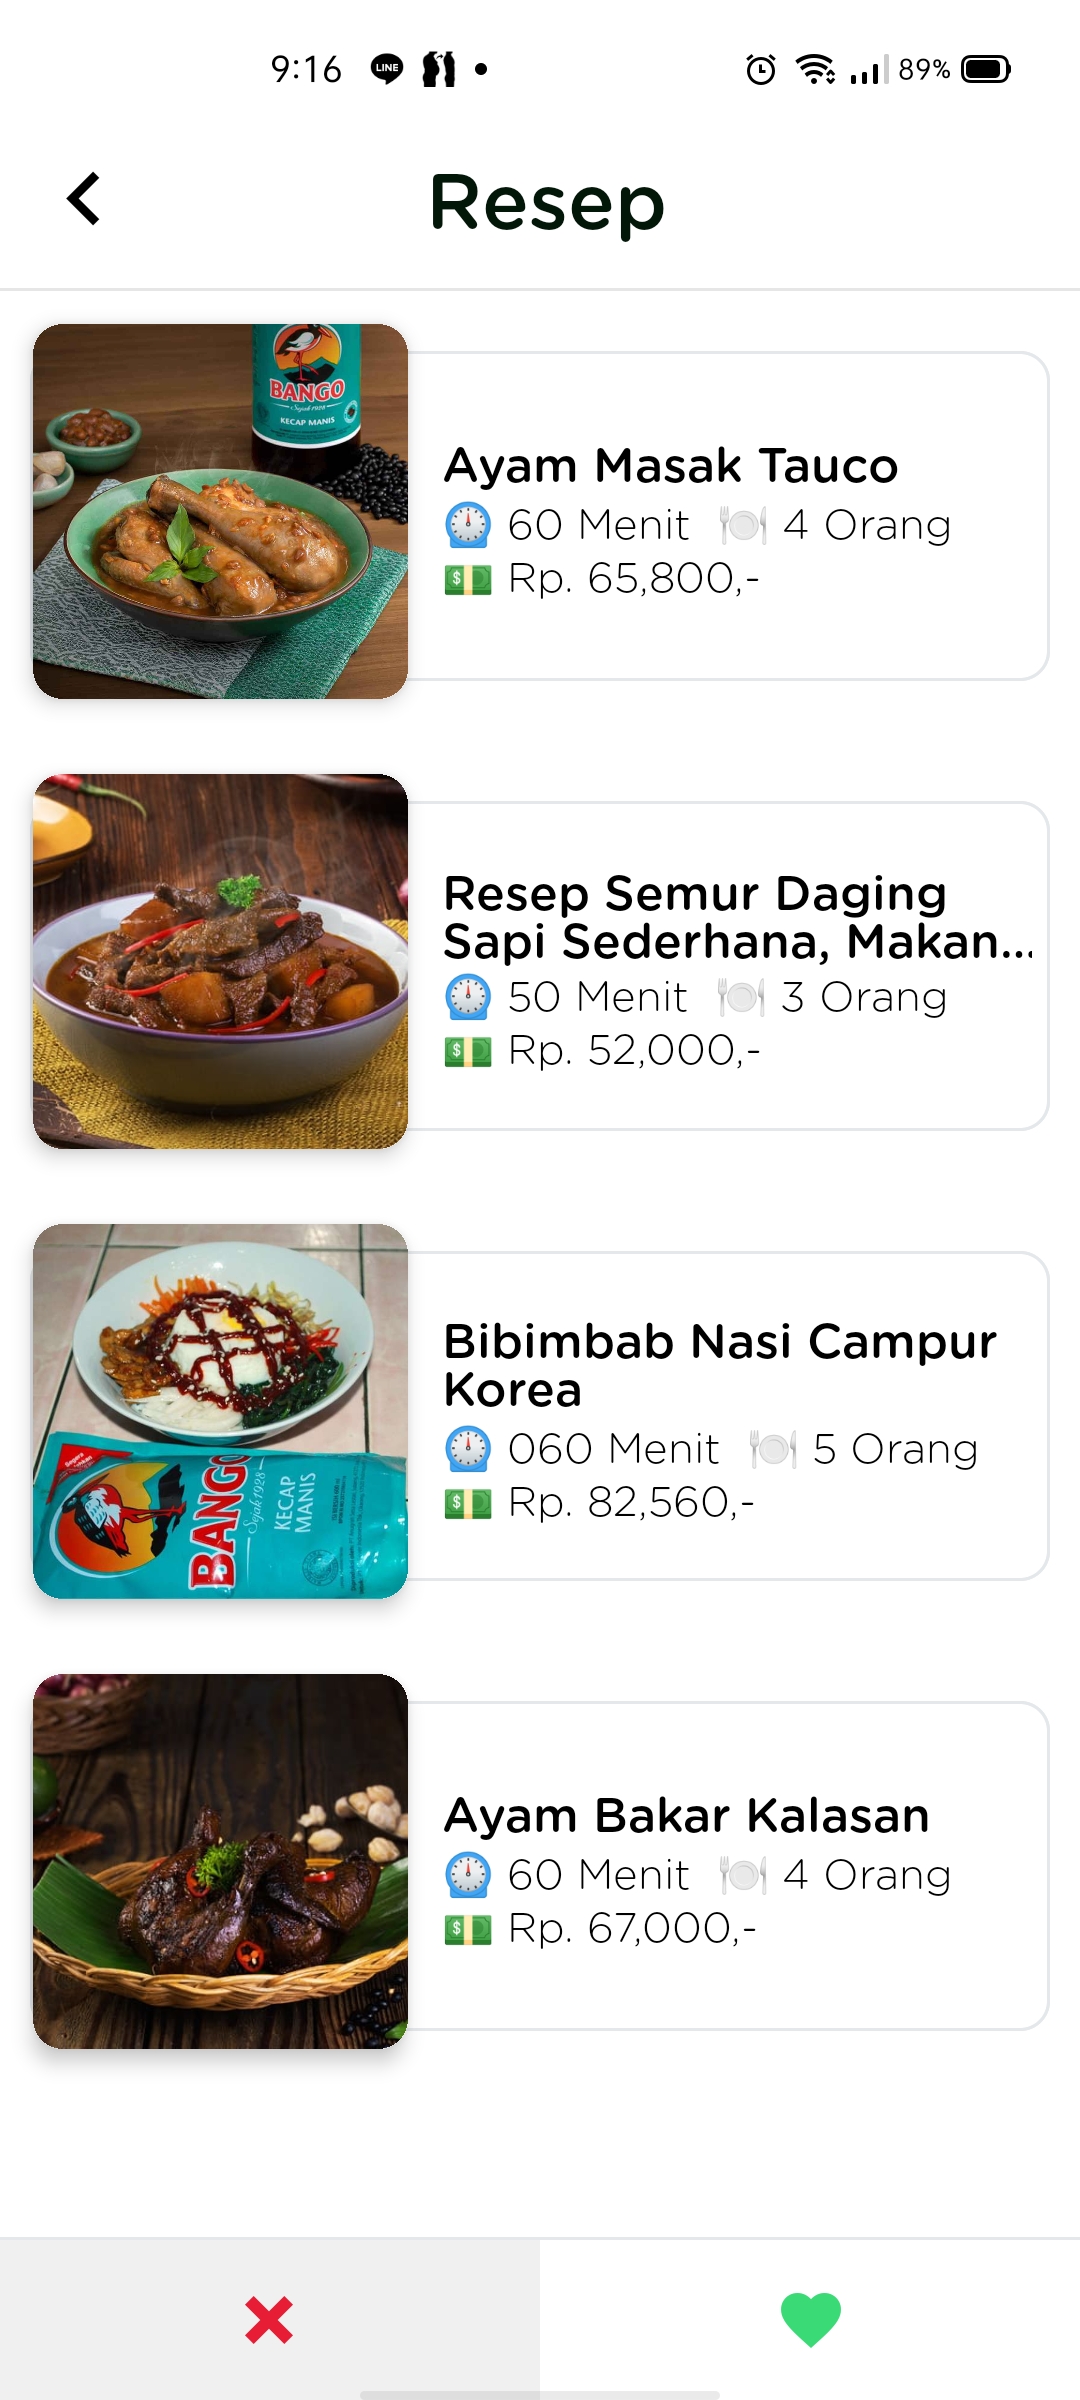 9:16
LINE
89%
Resep
BANGO
Sejak 1928
KECAP MANIS
Ayam Masak Tauco
60 Menit 4 Orang
Rp. 65,800,-
Resep Semur Daging
Sapi Sederhana, Makan...
50 Menit 3 Orang
Rp. 52,000,-
BANGO
Sejak 1928
KECAP
MANIS
Bibimbab Nasi Campur
Korea
060 Menit 5 Orang
Rp. 82,560,-
Ayam Bakar Kalasan
60 Menit 4 Orang
Rp. 67,000,-